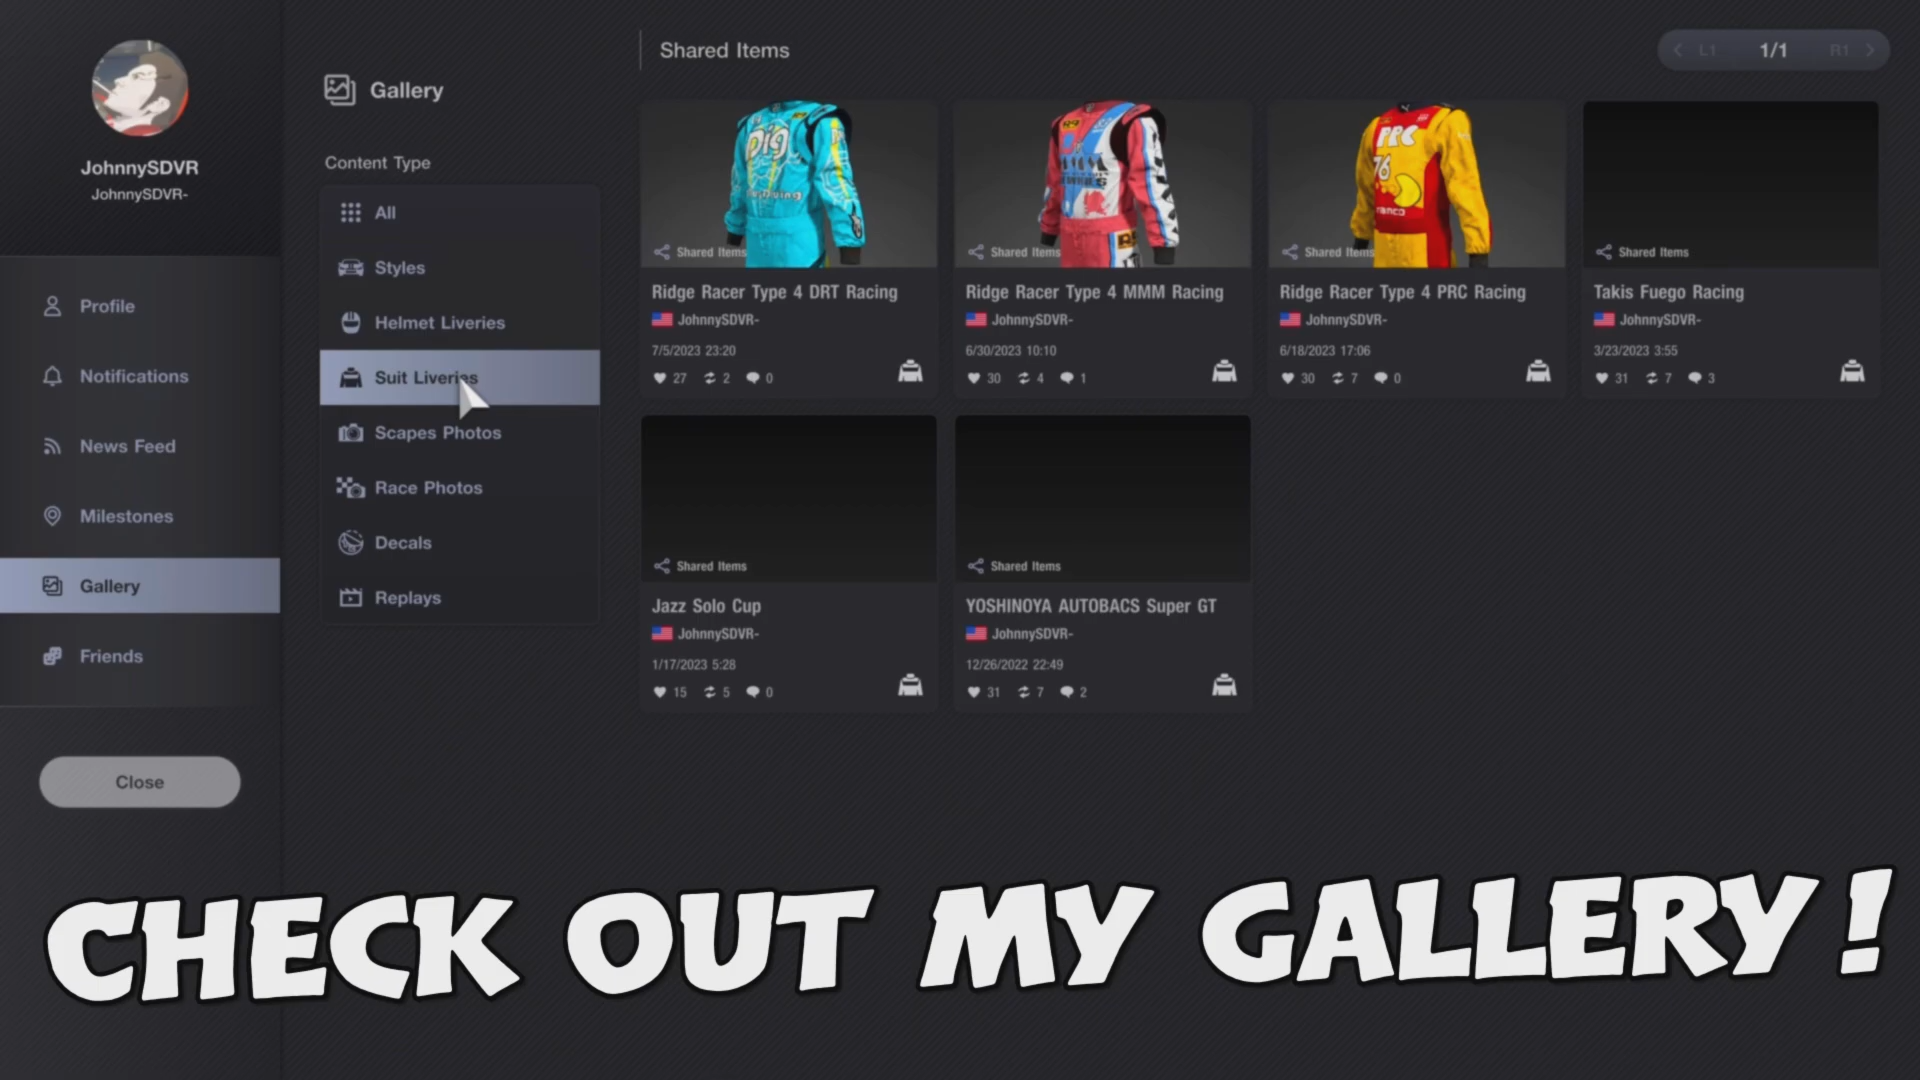 JohnnySDVR
JohnnySDVR-
Profile
Notifications
News Feed
Milestones
Gallery
Friends
Close
Gallery
Content Type
All
Styles
Helmet Liveries
Suit Liveries
Scapes Photos
Race Photos
Decals
Replays
Shared Items
L1 1/1 R1
Shared Items
Ridge Racer Type 4 DRT Racing
JohnnySDVR-
7/5/2023 23:20
27 2 0
Shared Items
Ridge Racer Type 4 MMM Racing
JohnnySDVR-
6/30/2023 10:10
30 4 1
PRC
76
Shared Items
Ridge Racer Type 4 PRC Racing
JohnnySDVR-
6/18/2023 17:06
30 7 0
Shared Items
Takis Fuego Racing
JohnnySDVR-
3/23/2023 3:55
31 7 3
Shared Items
Jazz Solo Cup
JohnnySDVR-
1/17/2023 5:28
15 5 0
Shared Items
YOSHINOYA AUTOBACS Super GT
JohnnySDVR-
12/26/2022 22:49
31 7 2
CHECK OUT MY GALLERY!